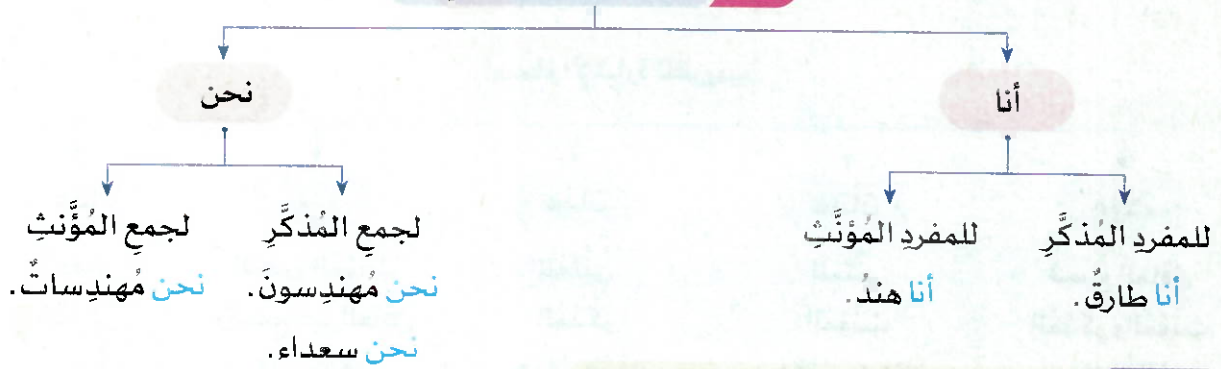 أنا
نحن
للمفردِ المُذكَّرِ
للمفردِ المُؤنَّثِ
لجمعِ المُذكَّرِ
لجمعِ المُؤَّنثِ
أنا طارقٌ.
أنا هندُ.
نحن مُهندِسونَ.
نحن مُهندِساتٌ.
نحن سعداء.